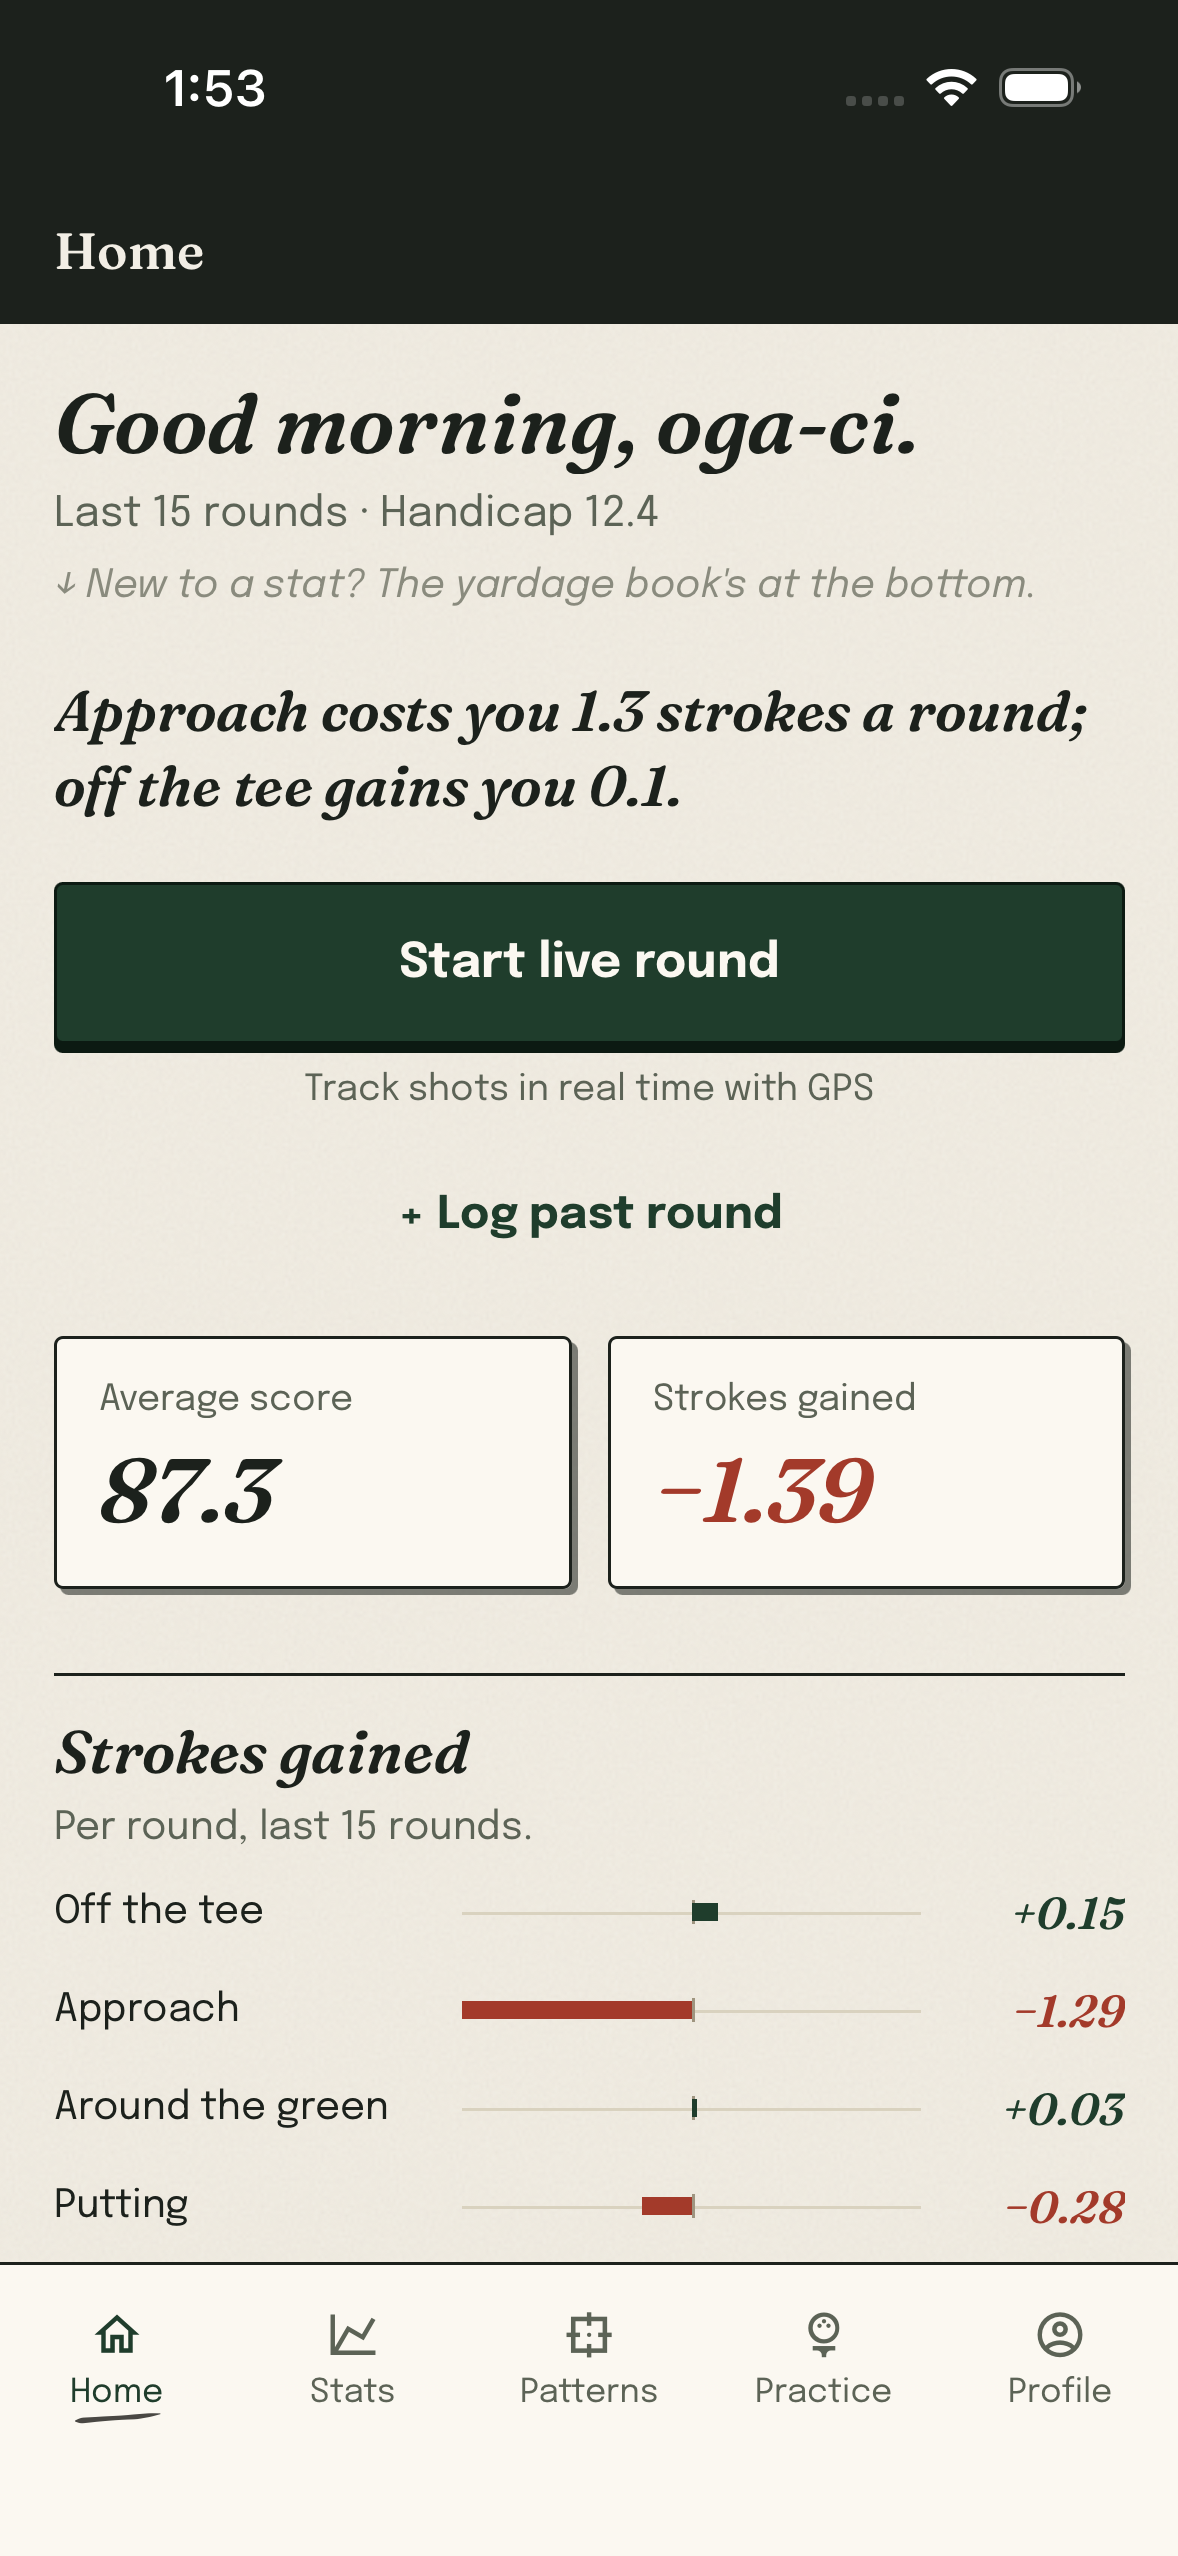 1:53
Home
Good morning, oga-ci.
Last 15 rounds · Handicap 12.4
↓ New to a stat? The yardage book's at the bottom.
Approach costs you 1.3 strokes a round;
off the tee gains you 0.1.
Start live round
Track shots in real time with GPS
+ Log past round
Average score
87.3
Strokes gained
−1.39
Strokes gained
Per round, last 15 rounds.
Off the tee +0.15
Approach −1.29
Around the green +0.03
Putting −0.28
Home Stats Patterns Practice Profile